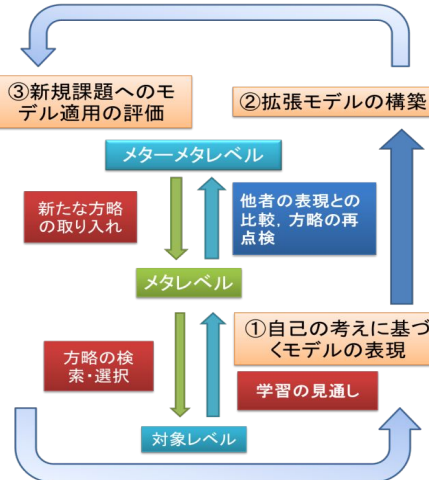 ③新規課題へのモ
デル適用の評価
②拡張モデルの構築
メターメタレベル
新たな方略
の取り入れ
他者の表現との
比較，方略の再
点検
メタレベル
①自己の考えに基づ
くモデルの表現
方略の検
索・選択
学習の見通し
対象レベル